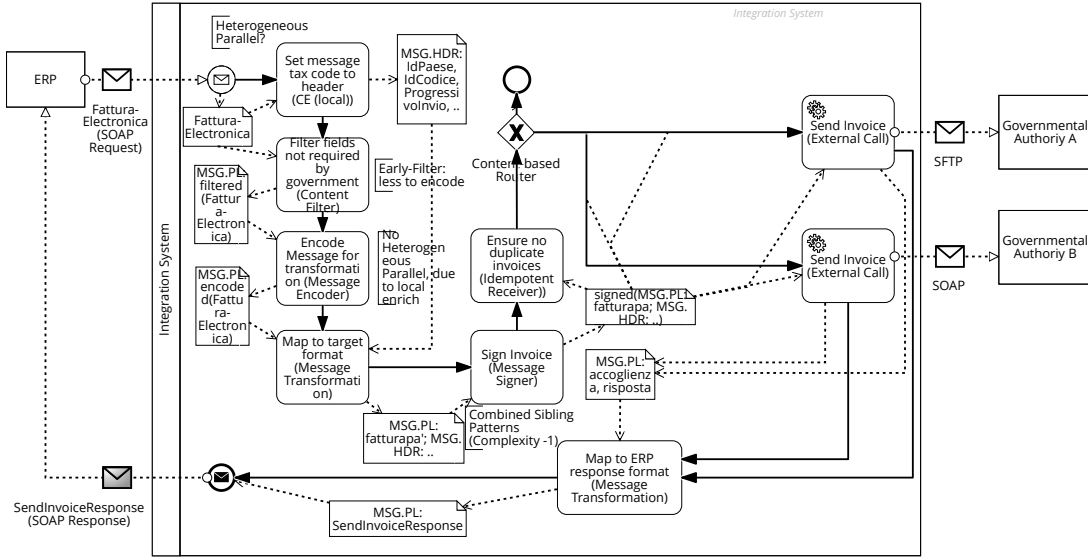 Integration System
Heterogeneous
Parallel?
ERP
Set message
tax code to
header
(CE (local))
MSG.HDR:
IdPaese,
IdCodice,
Progressi
voInvio, ..
Fattura-
Electronica
(SOAP
Request)
Fattura-
Electronica
Send Invoice
(External Call)
SFTP
Governmental
Authoriy A
Content-based
Router
Filter fields
not required
by
government
(Content
Filter)
Early-Filter:
less to encode
MSG.PL:
filtered
(Fattur
a-
Electron
ica)
Integration System
Encode
Message for
transformati
on (Message
Encoder)
No
Heterogen
eous
Parallel, due
to local
enrich
Ensure no
duplicate
invoices
(Idempotent
Receiver))
Send Invoice
(External Call)
SOAP
Governmental
Authoriy B
MSG.PL:
encode
d(Fattu
ra-
Electron
ica)
signed(MSG.PL:
fatturapa; MSG.
HDR: ..)
Map to target
format
(Message
Transformati
on)
Sign Invoice
(Message
Signer)
MSG.PL:
accoglienz
a, risposta
MSG.PL:
fatturapa'; MSG.
HDR: ..
Combined Sibling
Patterns
(Complexity -1)
Map to ERP
response format
(Message
Transformation)
SendInvoiceResponse
(SOAP Response)
MSG.PL:
SendInvoiceResponse